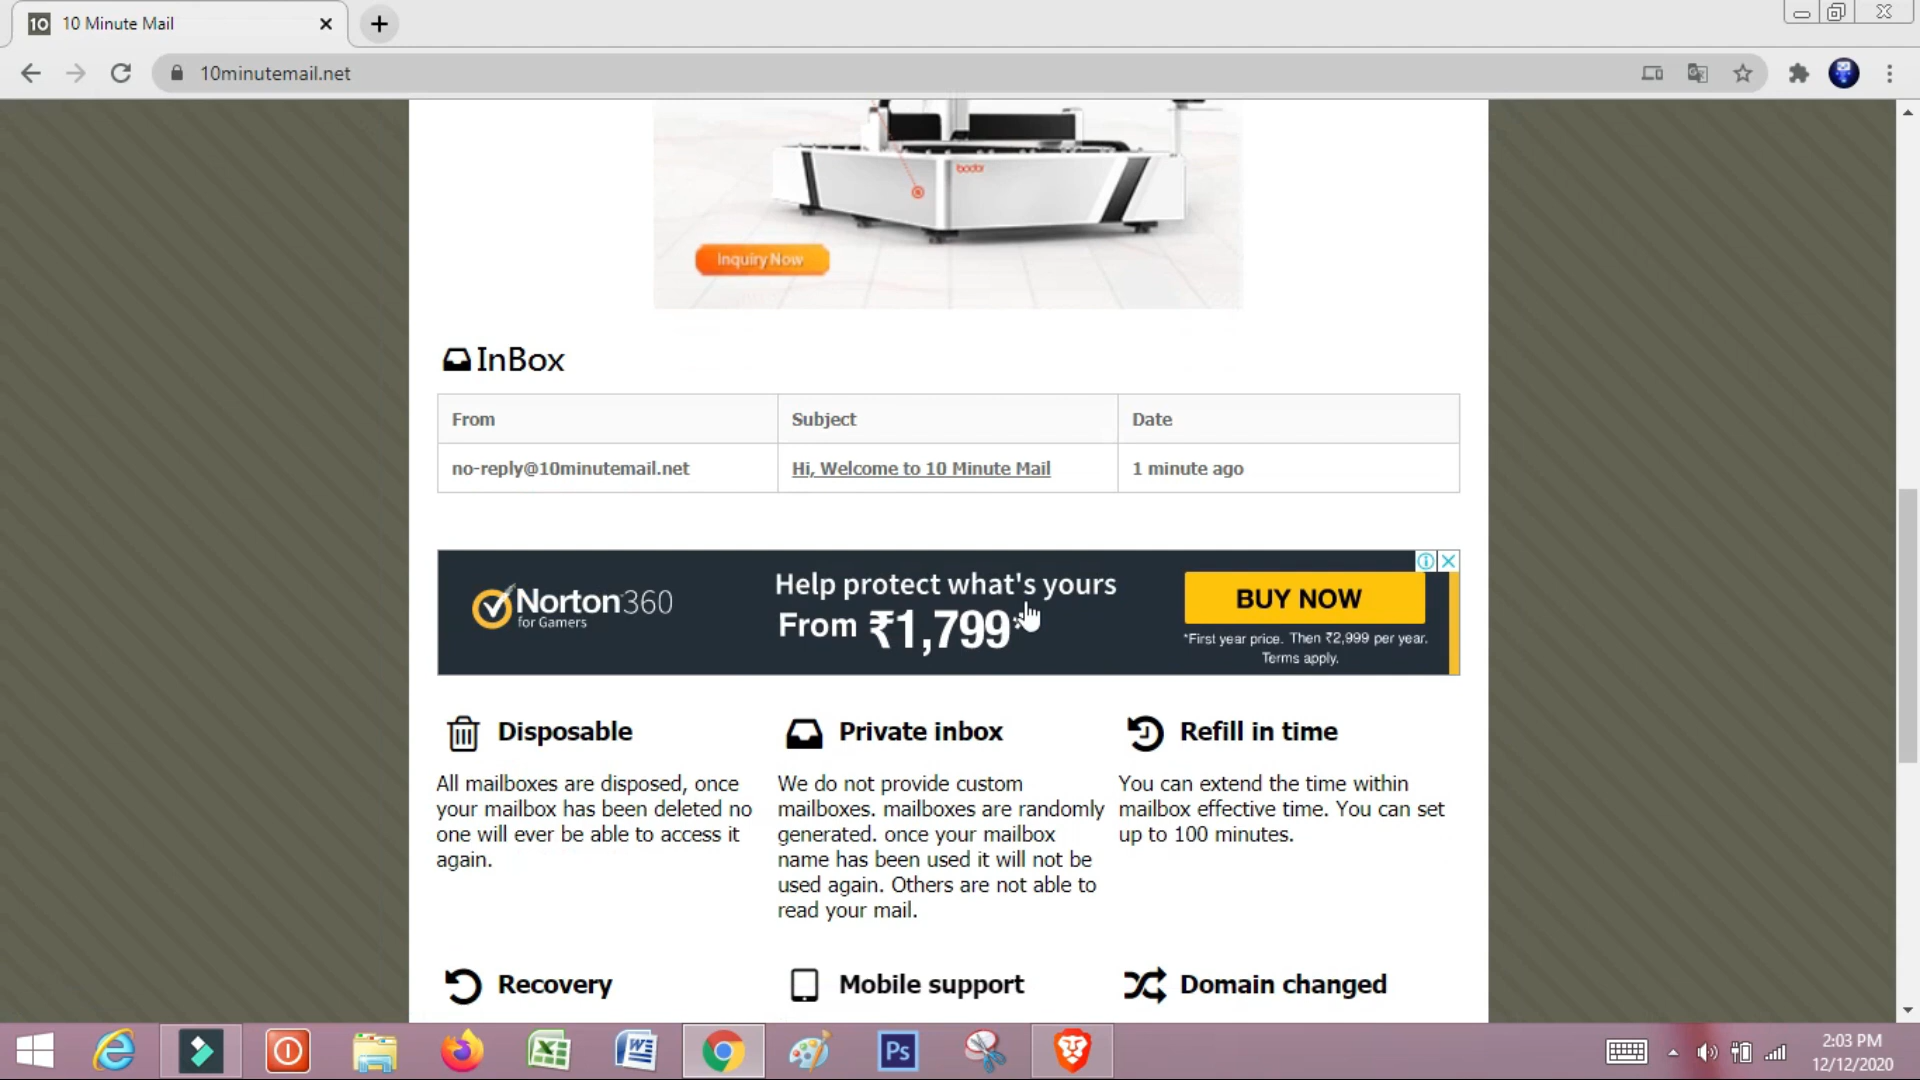 10 10 Minute Mail
10minutemail.net
bodor
Inquiry Now
InBox
From Subject Date
no-reply@10minutemail.net Hi, Welcome to 10 Minute Mail 1 minute ago
Norton 360
for Gamers
Help protect what's yours
From ₹1,799*
BUY NOW
*First year price. Then ₹2,999 per year.
Terms apply.
Disposable
All mailboxes are disposed, once
your mailbox has been deleted no
one will ever be able to access it
again.
Private inbox
We do not provide custom
mailboxes. mailboxes are randomly
generated. once your mailbox
name has been used it will not be
used again. Others are not able to
read your mail.
Refill in time
You can extend the time within
mailbox effective time. You can set
up to 100 minutes.
Recovery
Mobile support
Domain changed
Ps
2:03 PM
12/12/2020